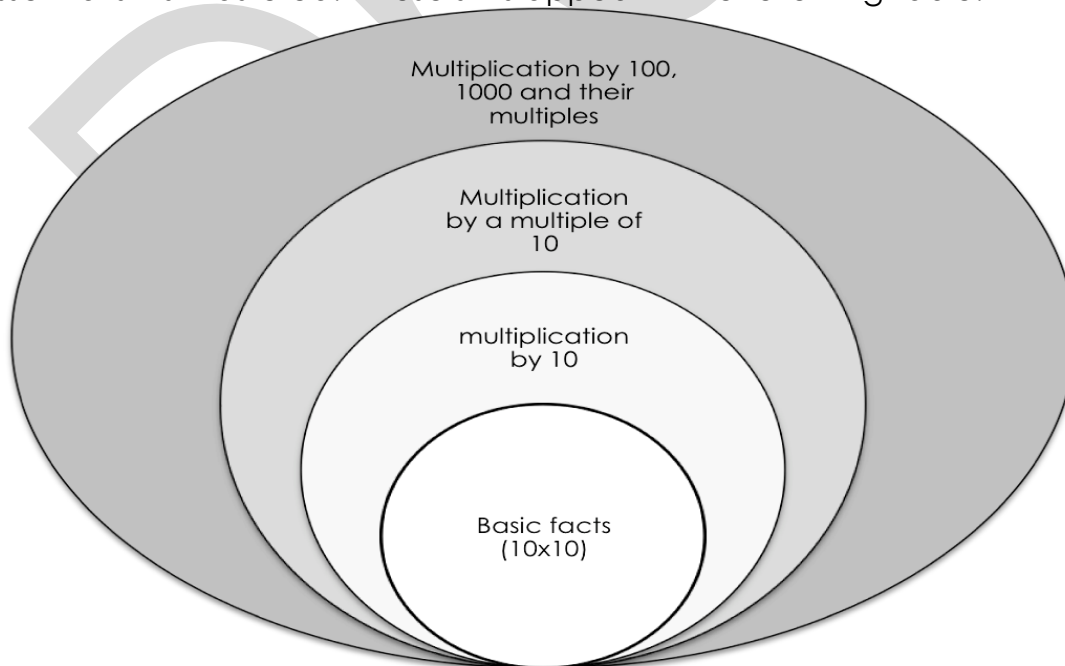 Multiplication by 100,
1000 and their
multiples
Multiplication
by a multiple of
10
multiplication
by 10
Basic facts
(10x10)